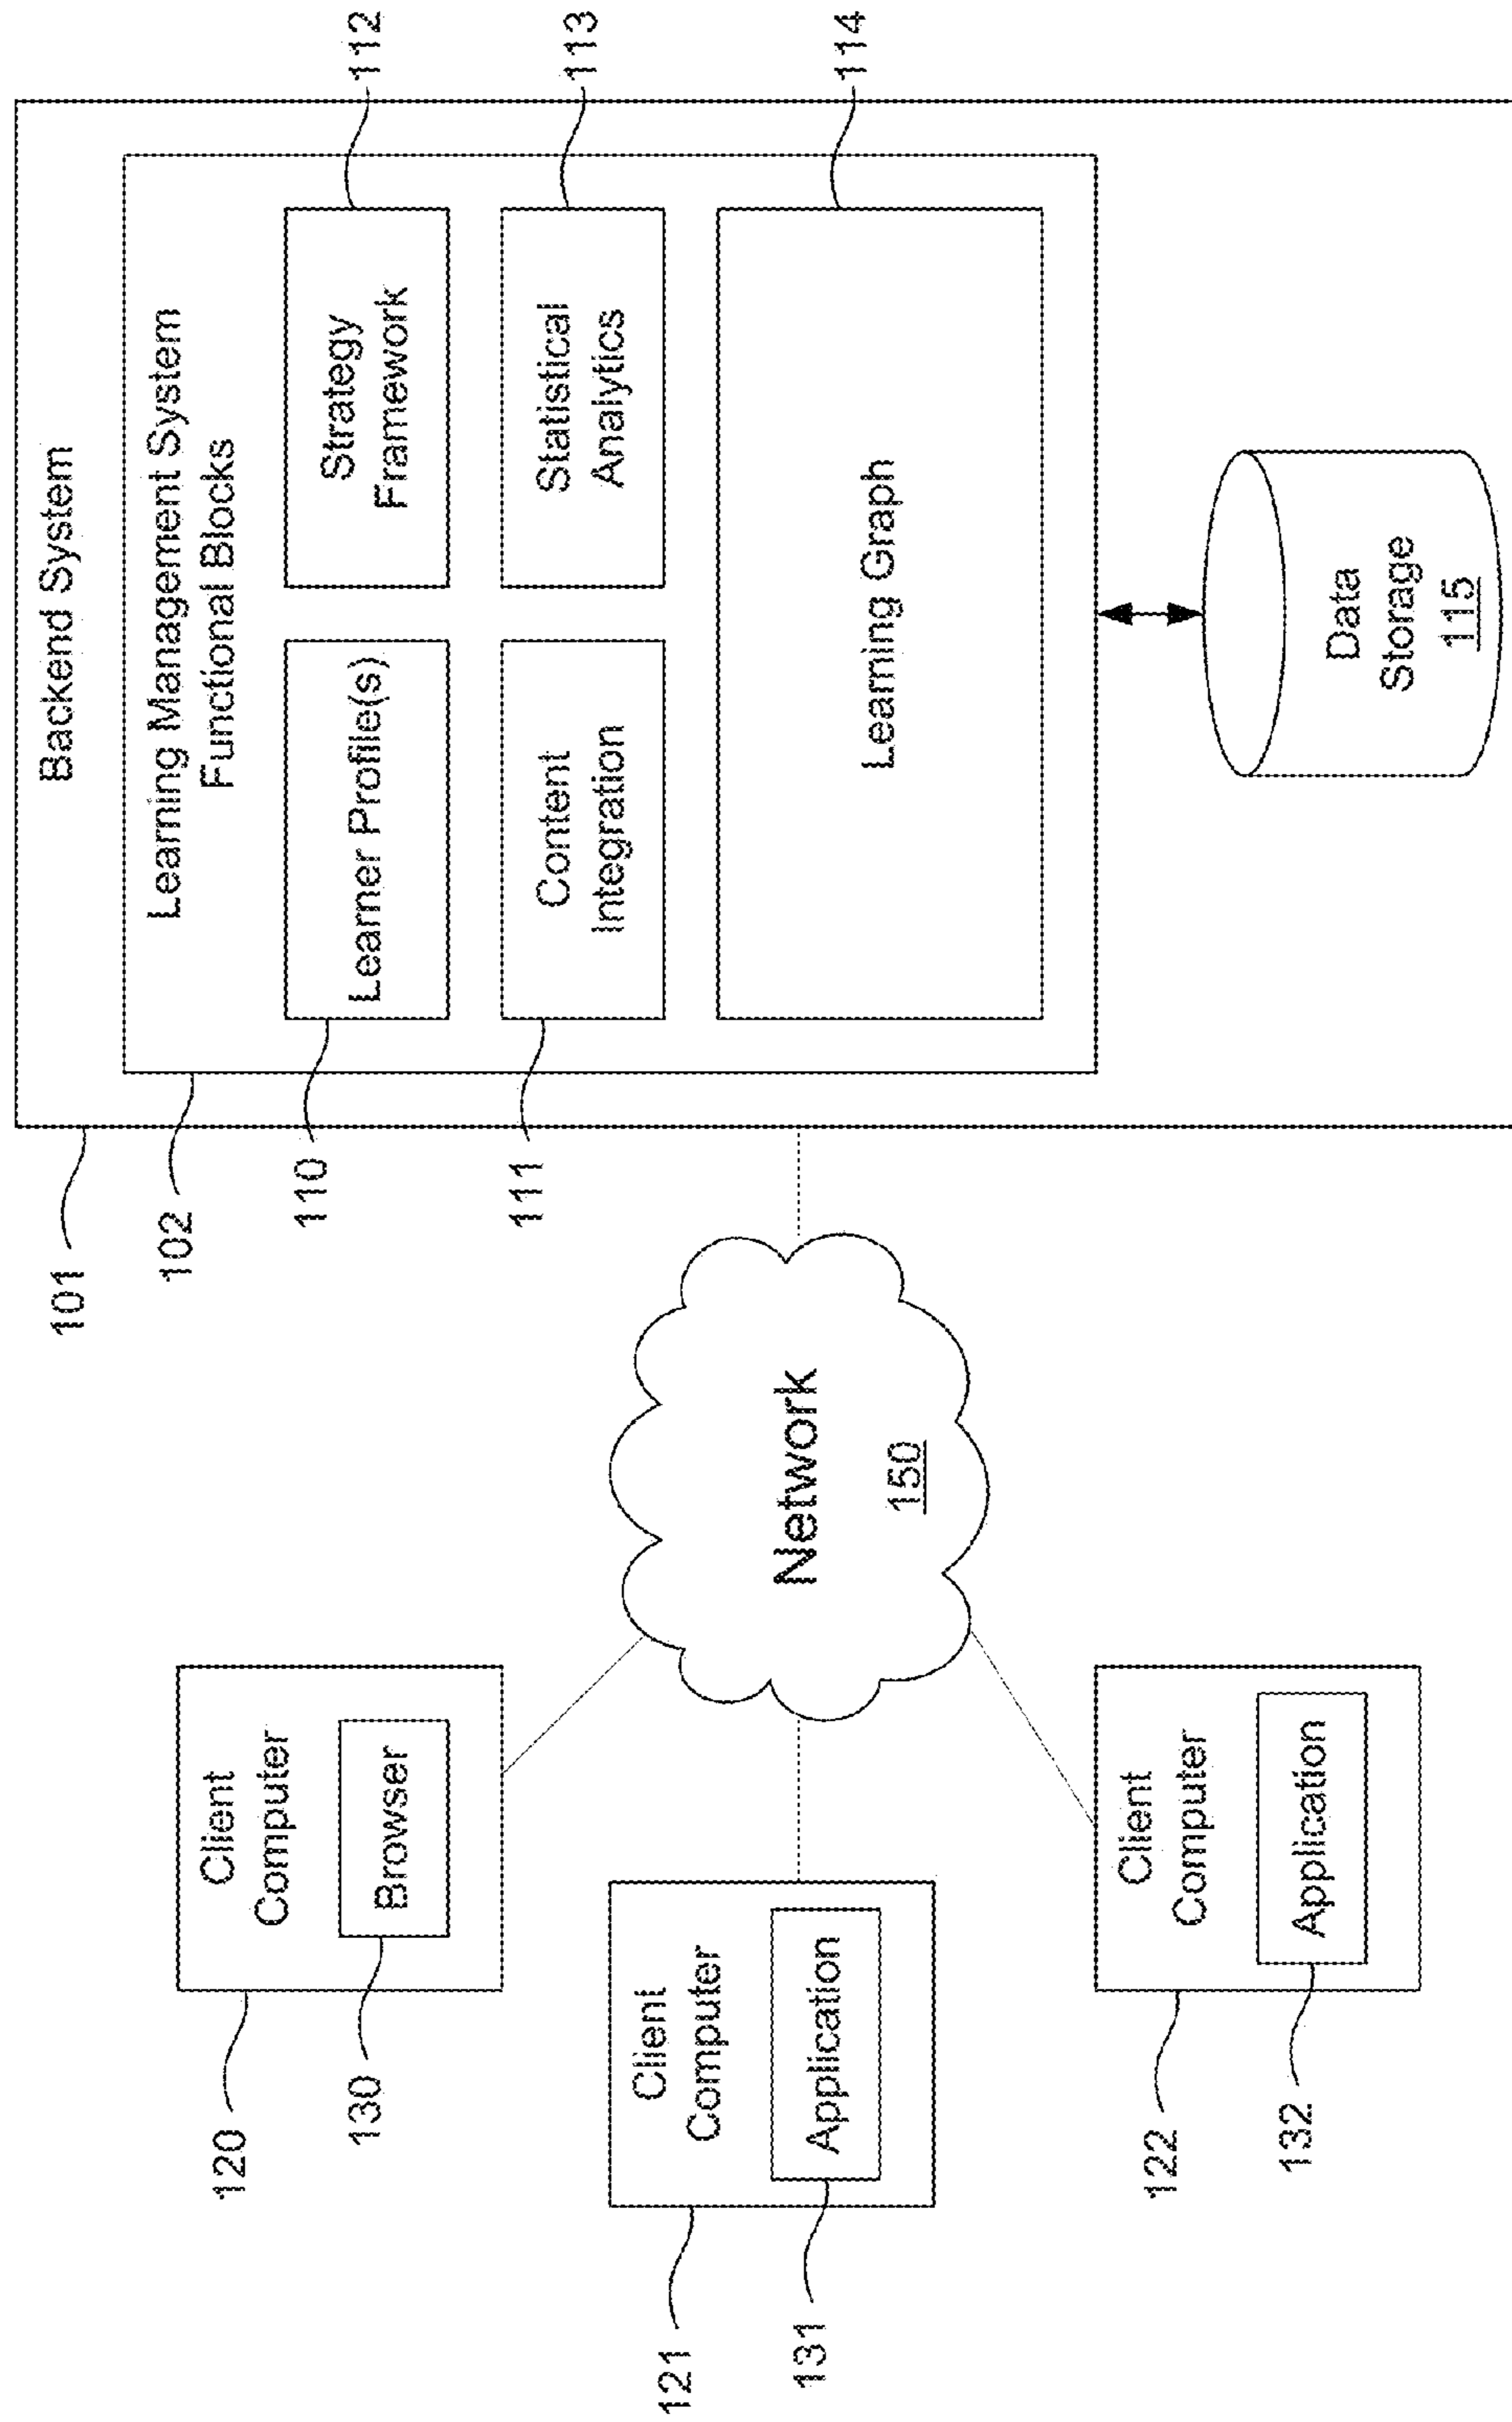 Backend System
101
Learning Management System
Functional Blocks
102
Learner Profile(s)
110
Strategy
Framework
112
Content
Integration
111
Statistical
Analytics
113
Learning Graph
114
Data
Storage
115
Network
150
Client
Computer
Browser
120
130
Client
Computer
Application
121
131
Client
Computer
Application
122
132